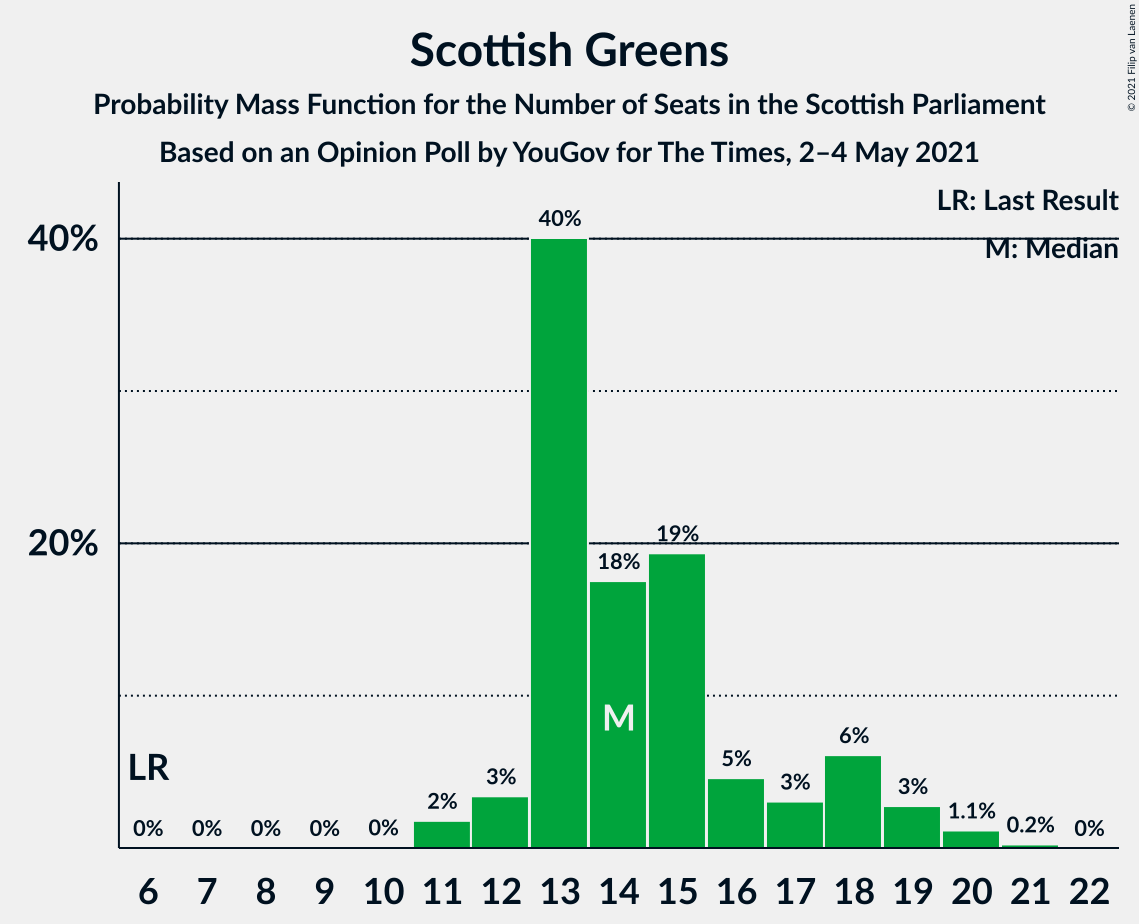 © 2021 Filip van Laenen
Scottish Greens
Probability Mass Function for the Number of Seats in the Scottish Parliament
Based on an Opinion Poll by YouGov for The Times, 2–4 May 2021
LR: Last Result
M: Median
40%
20%
40%
19%
18%
M
LR
6%
5%
3%
3%
3%
2%
1.1%
0.2%
0% 0% 0% 0% 0% 0%
6 7 8 9 10 11 12 13 14 15 16 17 18 19 20 21 22